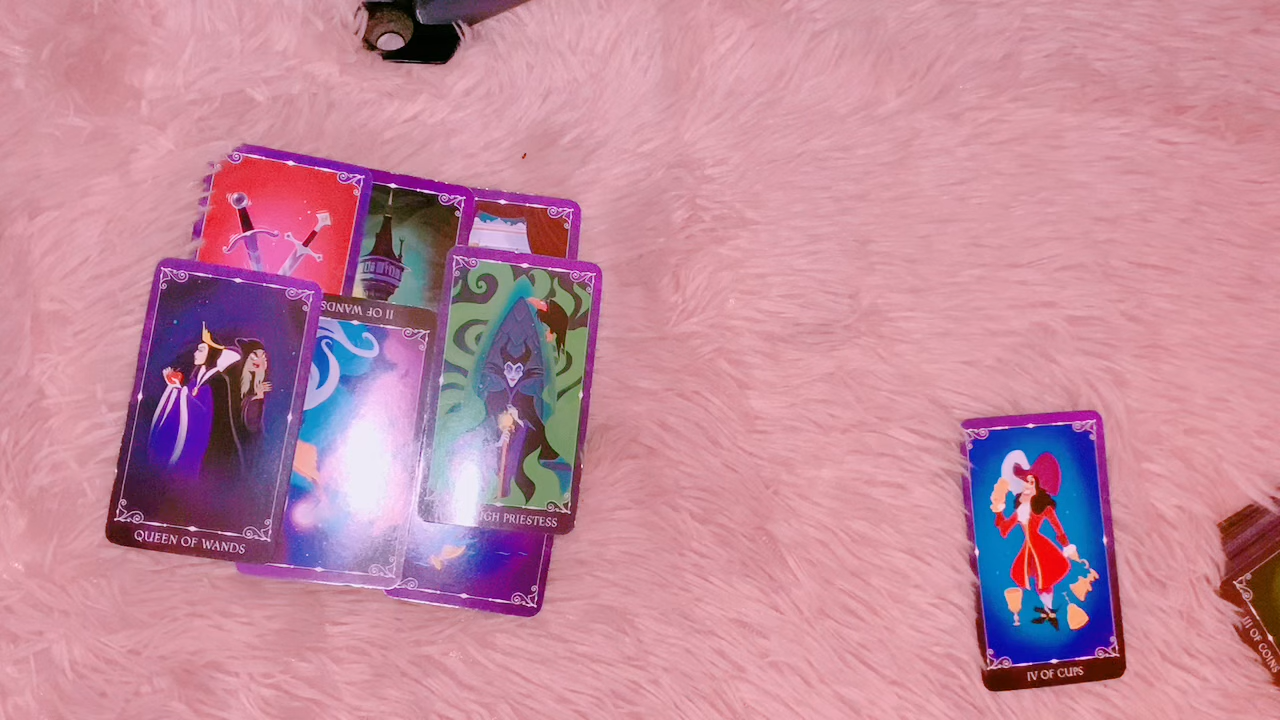 II OF WANDS
QUEEN OF WANDS
HIGH PRIESTESS
IV OF CUPS
III OF COINS